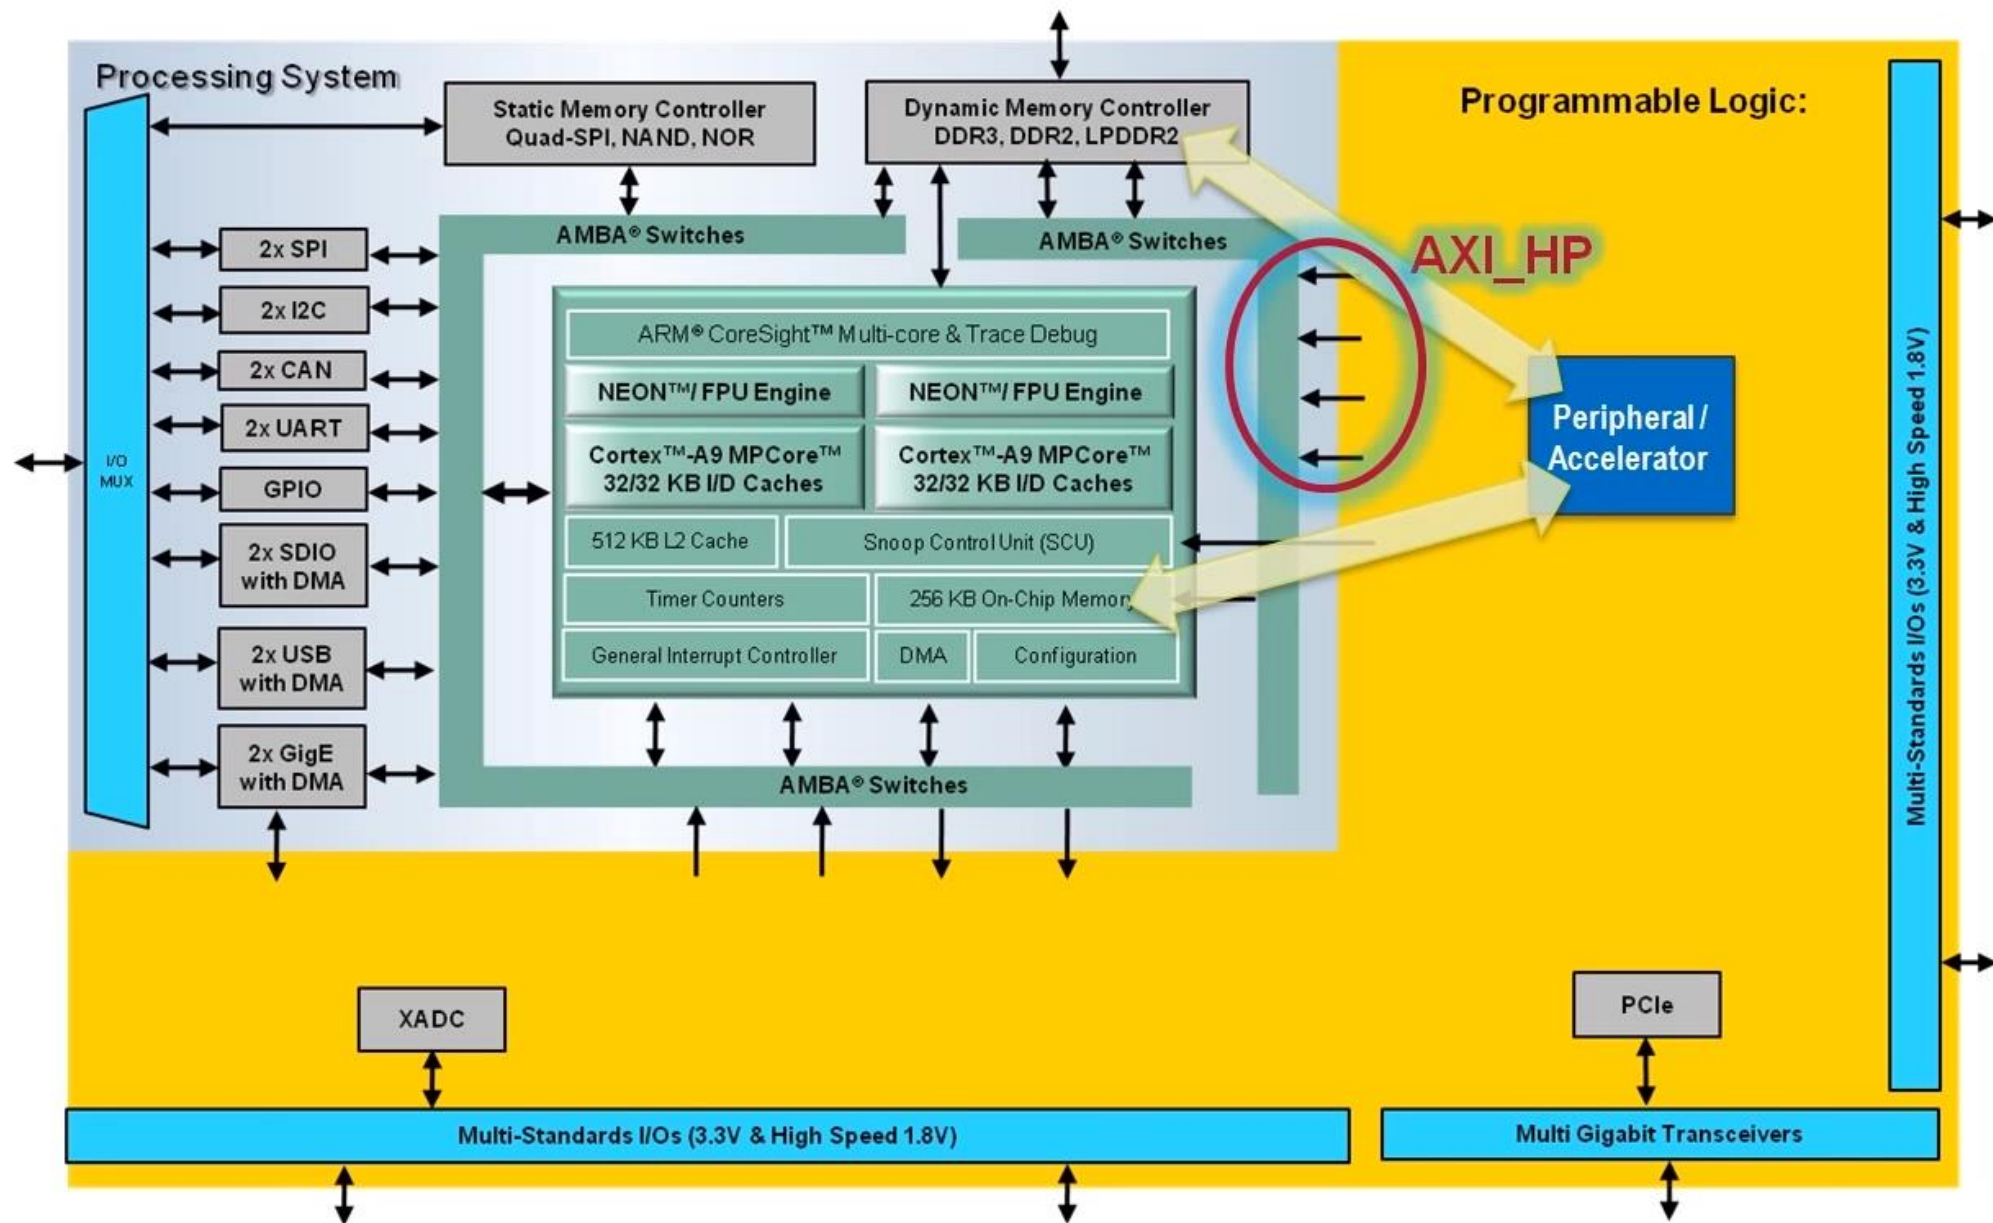 Processing System
Programmable Logic:
Static Memory Controller
Quad-SPI, NAND, NOR
Dynamic Memory Controller
DDR3, DDR2, LPDDR2
AMBA® Switches
AMBA® Switches
AXI_HP
I/O
MUX
2x SPI
2x I2C
2x CAN
2x UART
GPIO
2x SDIO
with DMA
2x USB
with DMA
2x GigE
with DMA
ARM® CoreSight™ Multi-core & Trace Debug
NEON™/ FPU Engine
NEON™/ FPU Engine
Cortex™-A9 MPCore™
32/32 KB I/D Caches
Cortex™-A9 MPCore™
32/32 KB I/D Caches
512 KB L2 Cache
Snoop Control Unit (SCU)
Timer Counters
256 KB On-Chip Memory
General Interrupt Controller
DMA
Configuration
AMBA® Switches
Peripheral /
Accelerator
Multi-Standards I/Os (3.3V & High Speed 1.8V)
XADC
PCIe
Multi-Standards I/Os (3.3V & High Speed 1.8V)
Multi Gigabit Transceivers